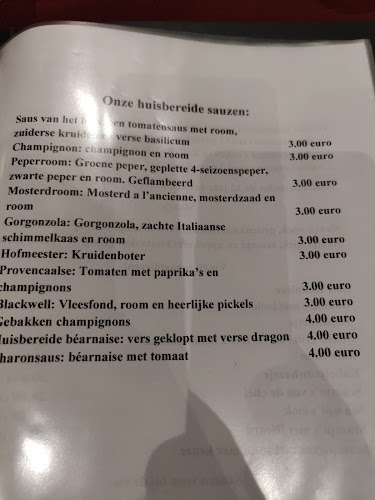 Onze huisbereide sauzen:
Saus van het een tomatensaus met room,
zuiderse en verse basilicum 3.00 euro
Champignon: champignon en room 3.00 euro
Peperroom: Groene peper, geplette 4-seizoenspeper,
zwarte peper en room. Geflambeerd 3.00 euro
Mosterdroom: Mosterd a l'ancienne, mosterdzaad en
room 3.00 euro
Gorgonzola: Gorgonzola, zachte Italiaanse
schimmelkaas en room 3.00 euro
Hofmeester: Kruidenboter 3.00 euro
Provencaalse: Tomaten met paprika's en
champignons 3.00 euro
Blackwell: Vleesfond, room en heerlijke pickels 3.00 euro
Gebakken champignons 4.00 euro
Huisbereide béarnaise: vers geklopt met verse dragon 4.00 euro
haronsaus: béarnaise met tomaat 4.00 euro